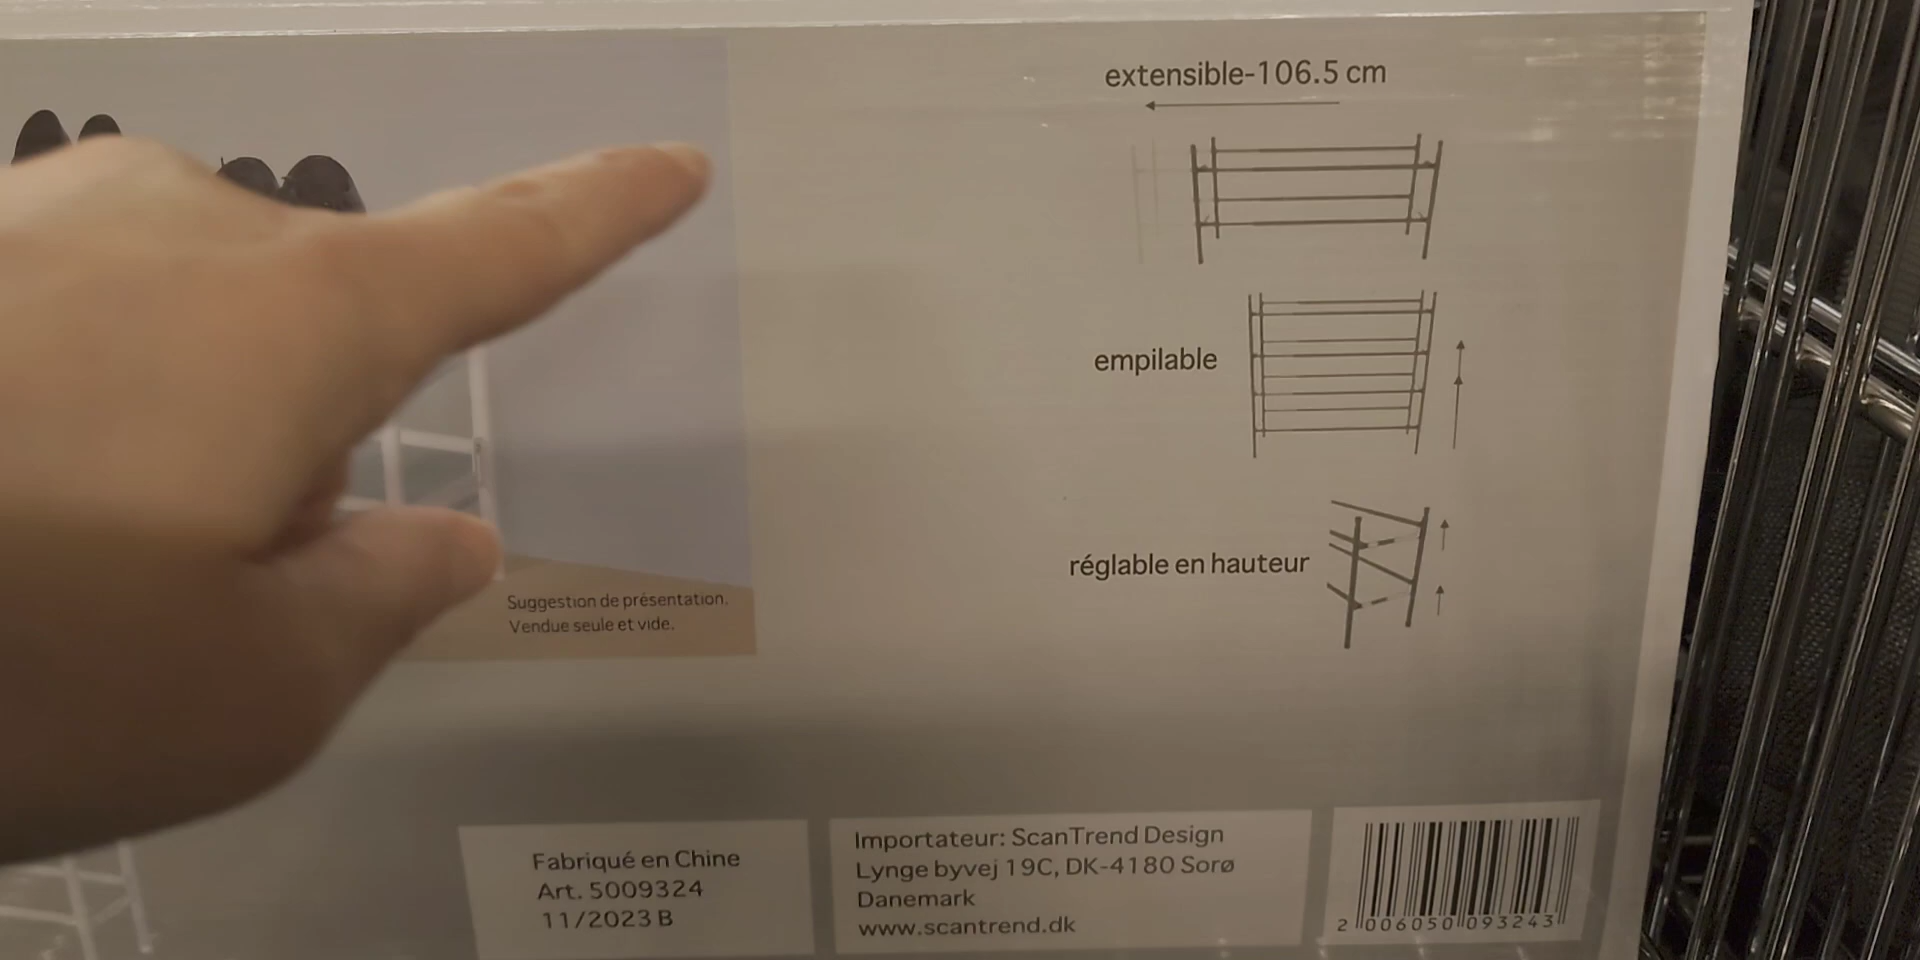 extensible-106.5 cm
empilable
réglable en hauteur
Suggestion de présentation.
Vendue seule et vide.
Fabriqué en Chine
Art. 5009324
11/2023 B
Importateur: ScanTrend Design
Lynge byvej 19C, DK-4180 Sorø
Danemark
www.scantrend.dk
2 006050 093243